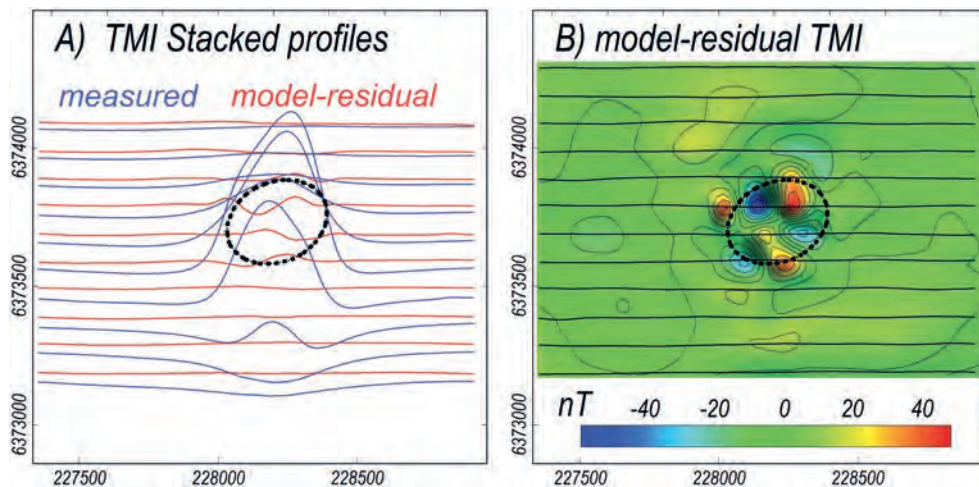 A) TMI Stacked profiles
measured model-residual
6374000
6373500
6373000
227500 228000 228500
B) model-residual TMI
6374000
6373500
6373000
nT -40 -20 0 20 40
227500 228000 228500